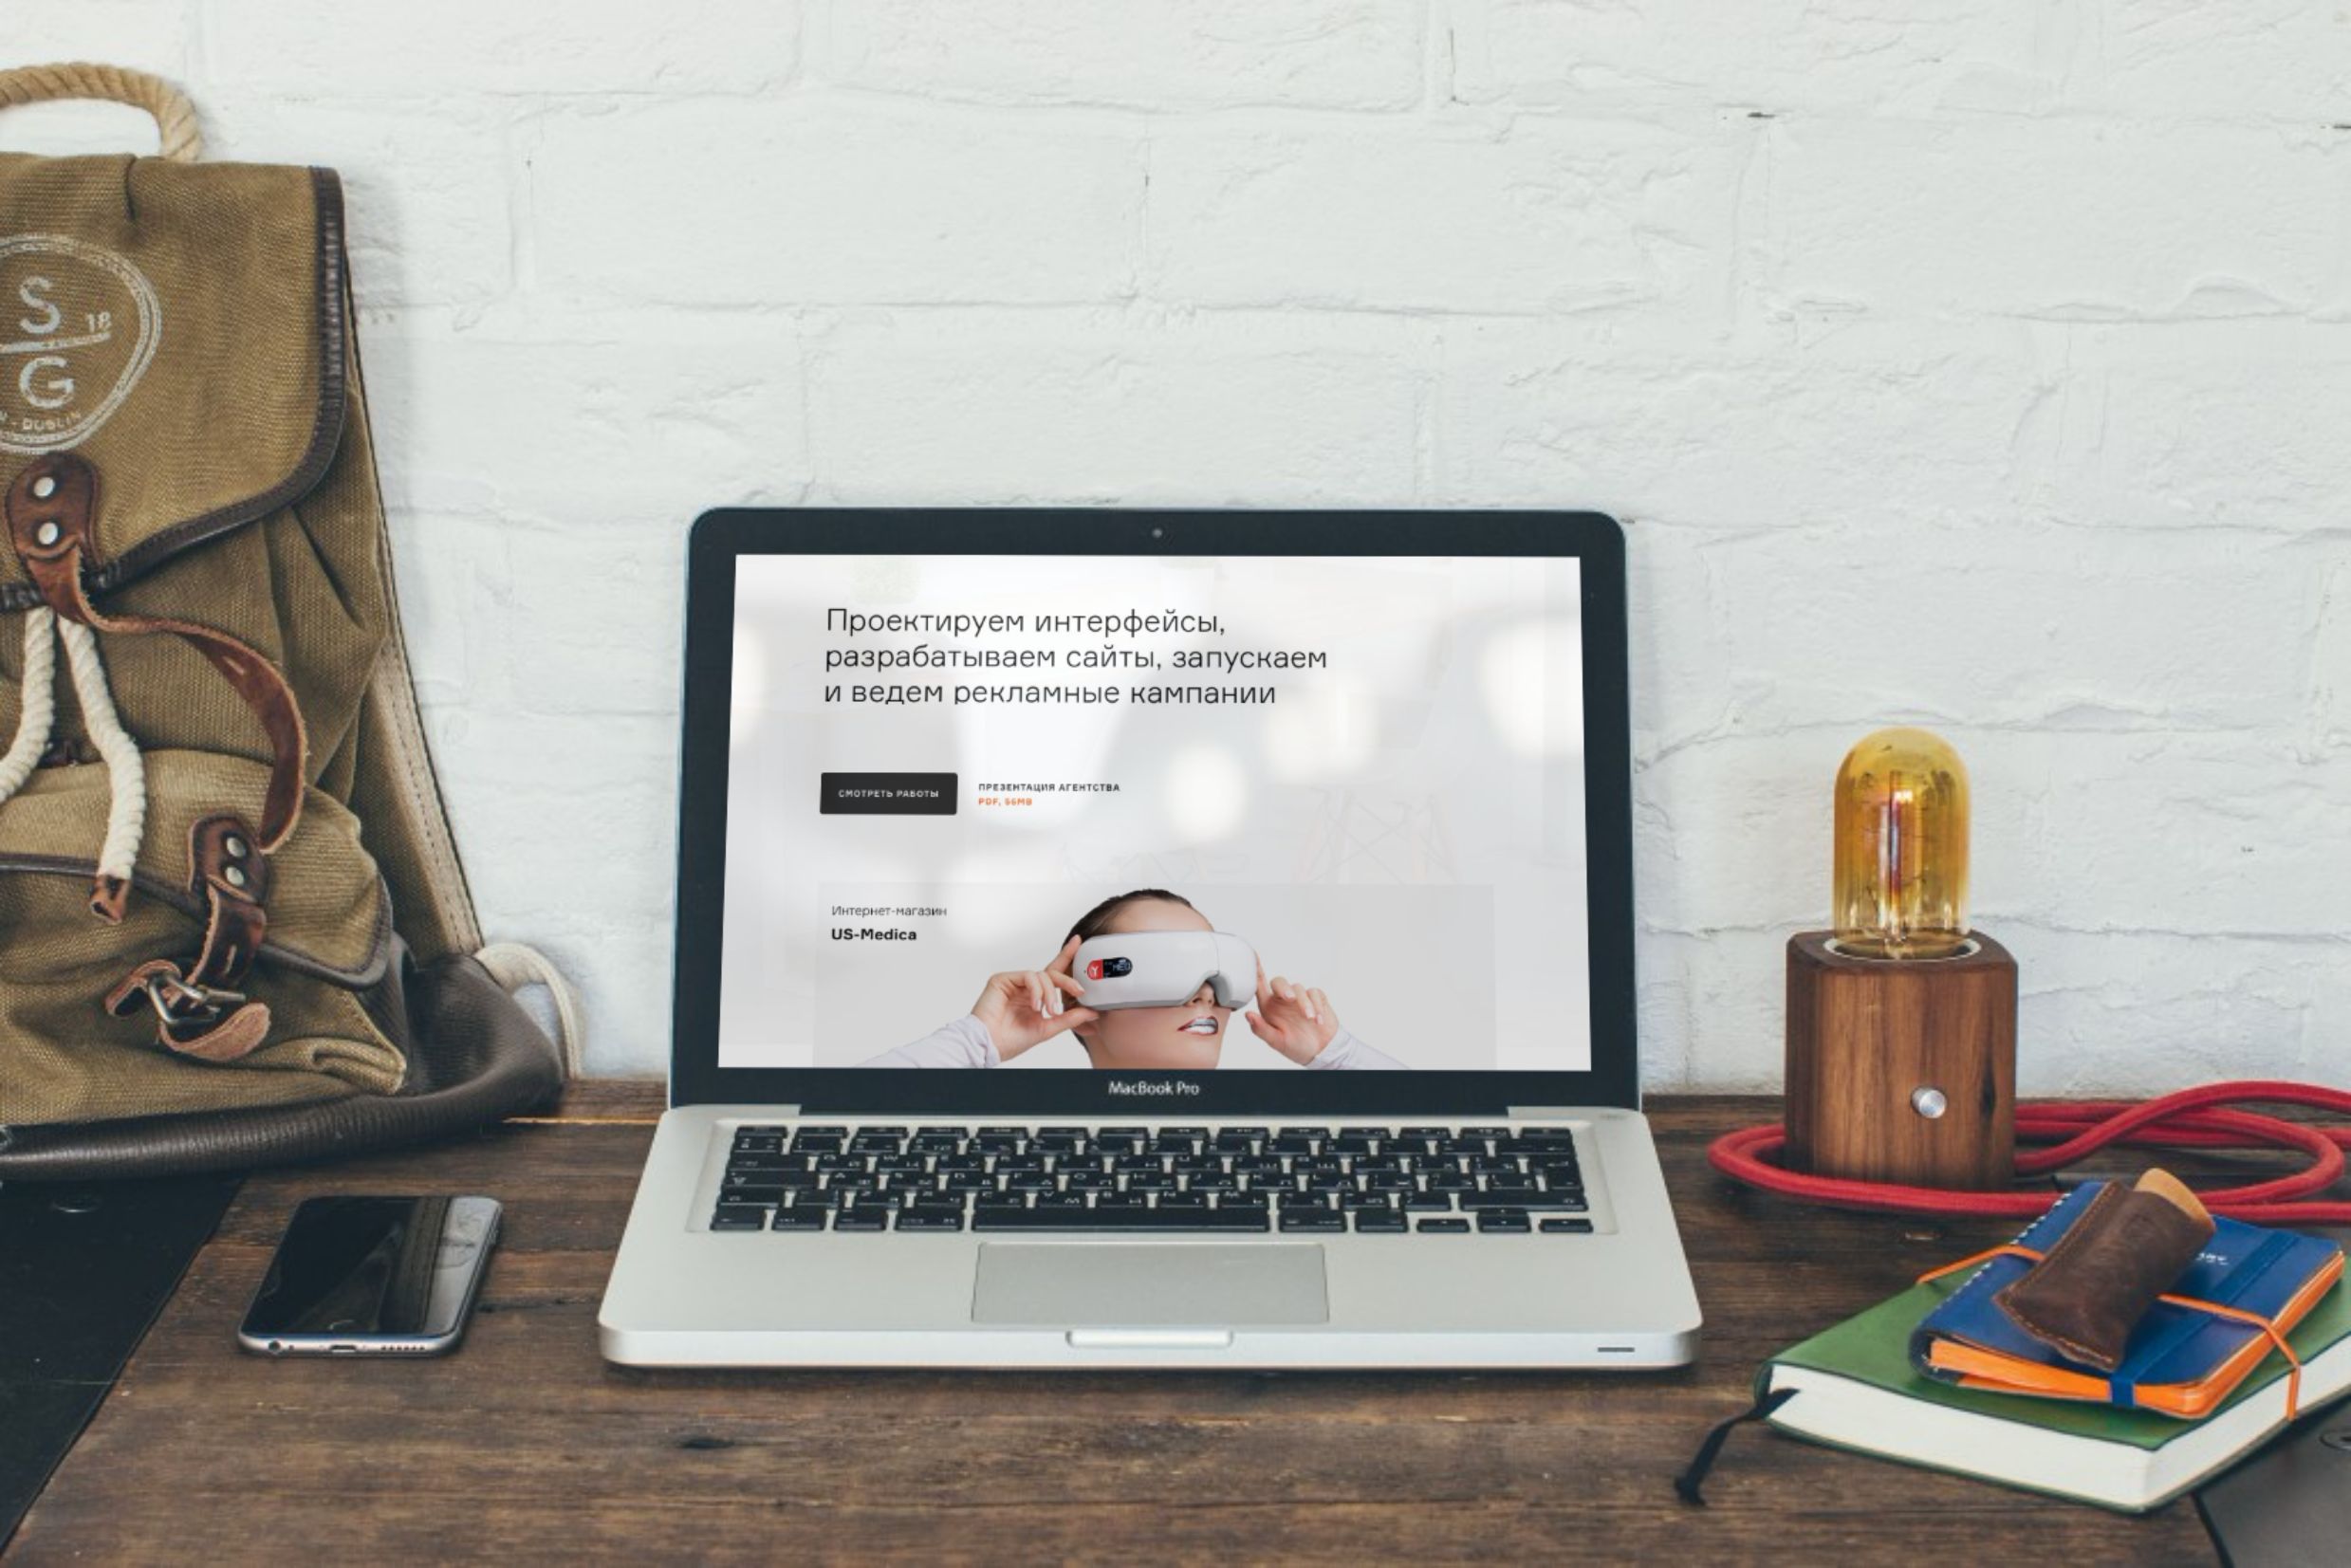 S
18
G
DUBLIN
Проектируем интерфейсы,
разрабатываем сайты, запускаем
и ведем рекламные кампании
СМОТРЕТЬ РАБОТЫ
ПРЕЗЕНТАЦИЯ АГЕНТСТВА
PDF, 56MB
Интернет-магазин
US-Medica
MacBook Pro